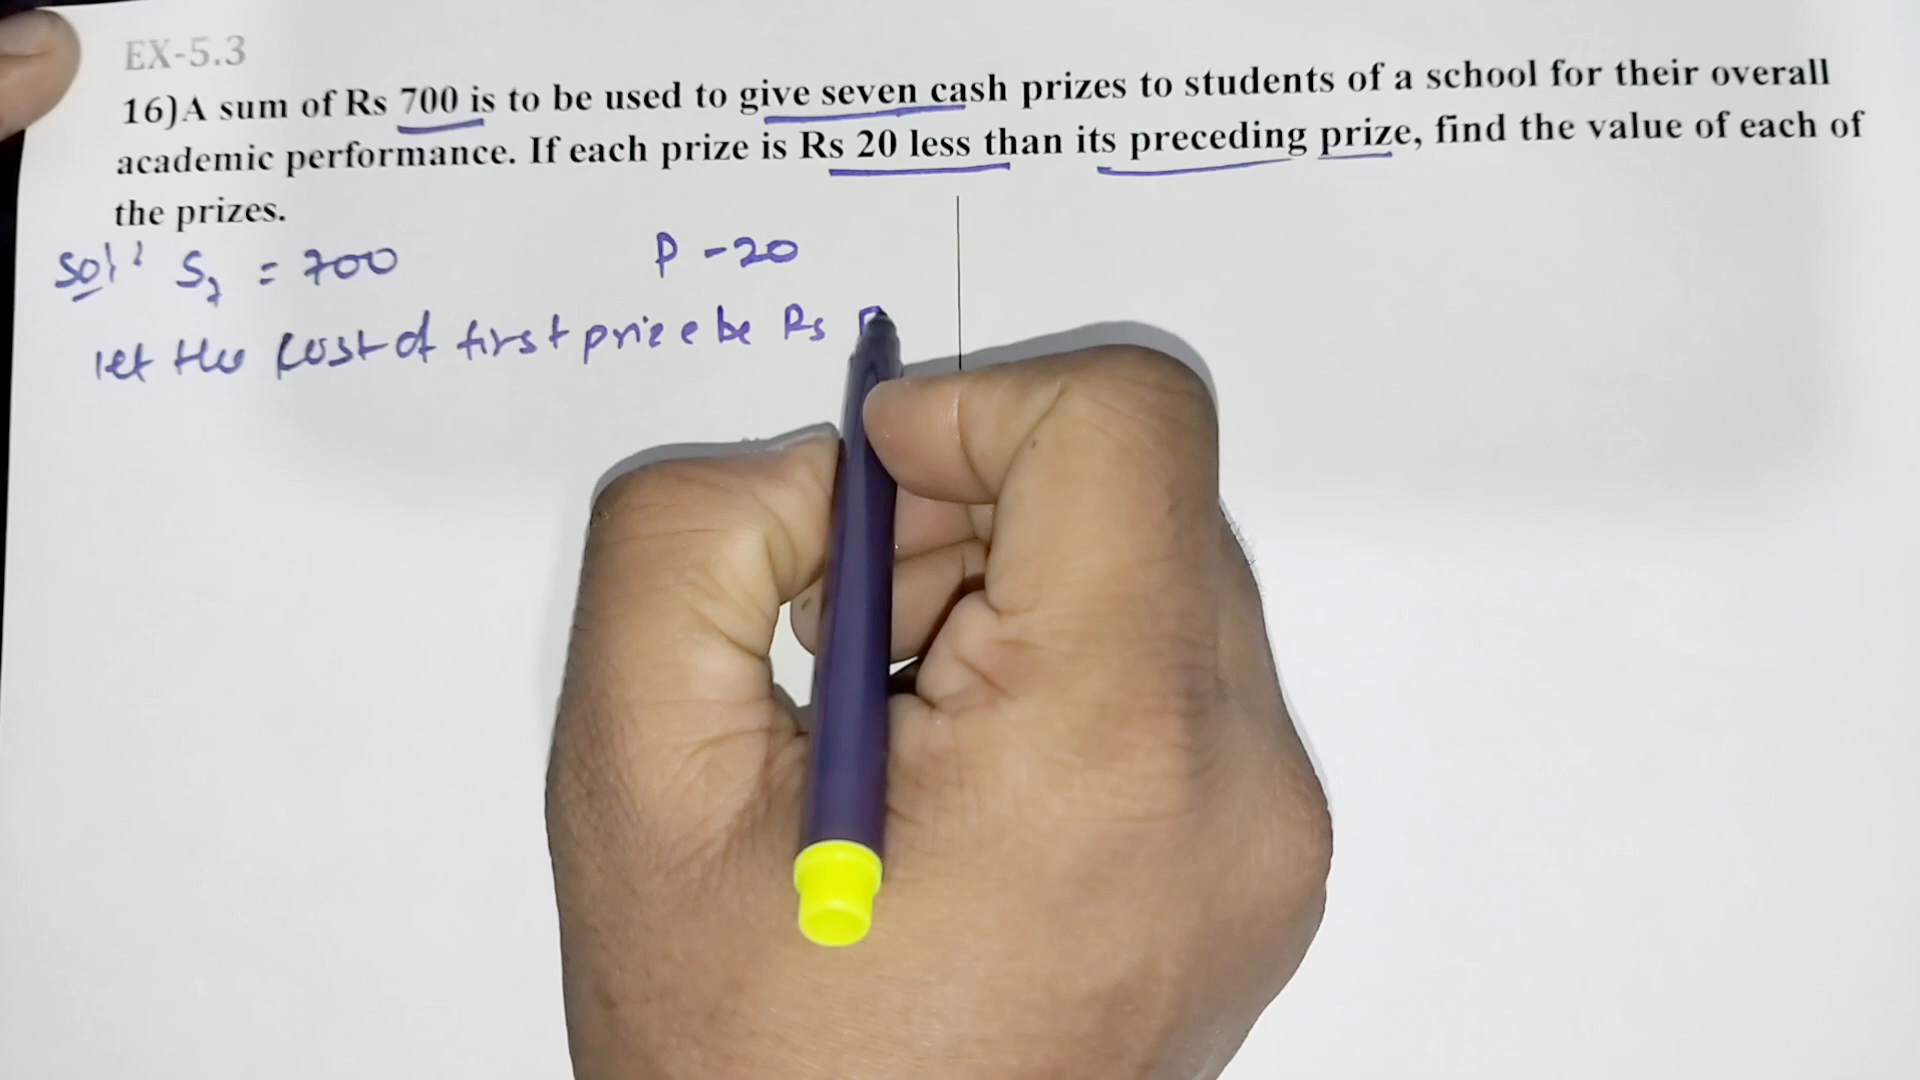 EX-5.3
16)A sum of Rs 700 is to be used to give seven cash prizes to students of a school for their overall
academic performance. If each prize is Rs 20 less than its preceding prize, find the value of each of
the prizes.
Sol: S7 = 700
P - 20
let the cost of first prize be Rs P